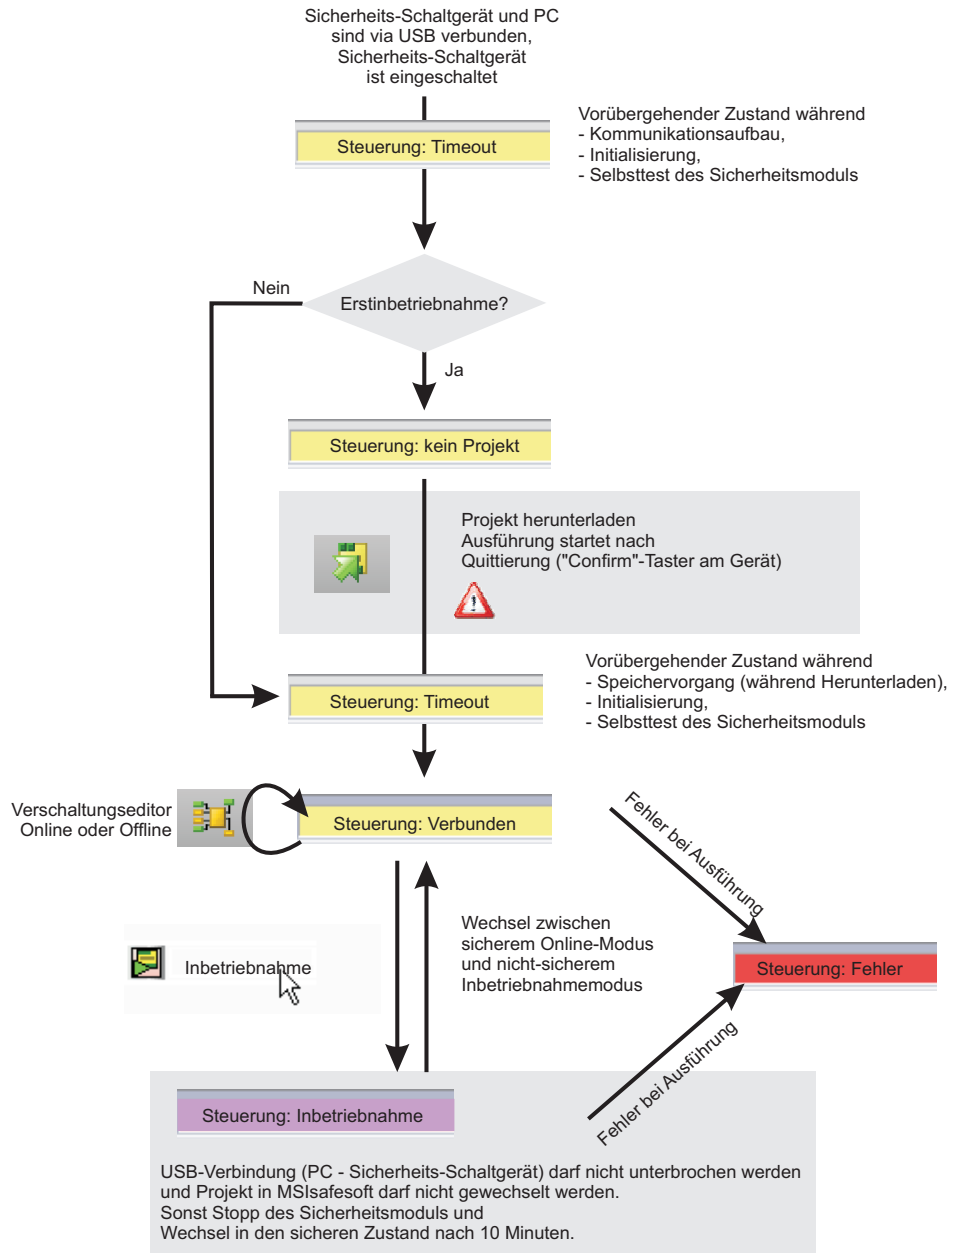 Sicherheits-Schaltgerät und PC
sind via USB verbunden,
Sicherheits-Schaltgerät
ist eingeschaltet
Steuerung: Timeout
Vorübergehender Zustand während
- Kommunikationsaufbau,
- Initialisierung,
- Selbsttest des Sicherheitsmoduls
Nein
Erstinbetriebnahme?
Ja
Steuerung: kein Projekt
Projekt herunterladen
Ausführung startet nach
Quittierung ("Confirm"-Taster am Gerät)
Steuerung: Timeout
Vorübergehender Zustand während
- Speichervorgang (während Herunterladen),
- Initialisierung,
- Selbsttest des Sicherheitsmoduls
Verschaltungseditor
Online oder Offline
Steuerung: Verbunden
Fehler bei Ausführung
Wechsel zwischen
sicherem Online-Modus
und nicht-sicherem
Inbetriebnahmemodus
Inbetriebnahme
Steuerung: Fehler
Fehler bei Ausführung
Steuerung: Inbetriebnahme
USB-Verbindung (PC - Sicherheits-Schaltgerät) darf nicht unterbrochen werden
und Projekt in MSIsafesoft darf nicht gewechselt werden.
Sonst Stopp des Sicherheitsmoduls und
Wechsel in den sicheren Zustand nach 10 Minuten.